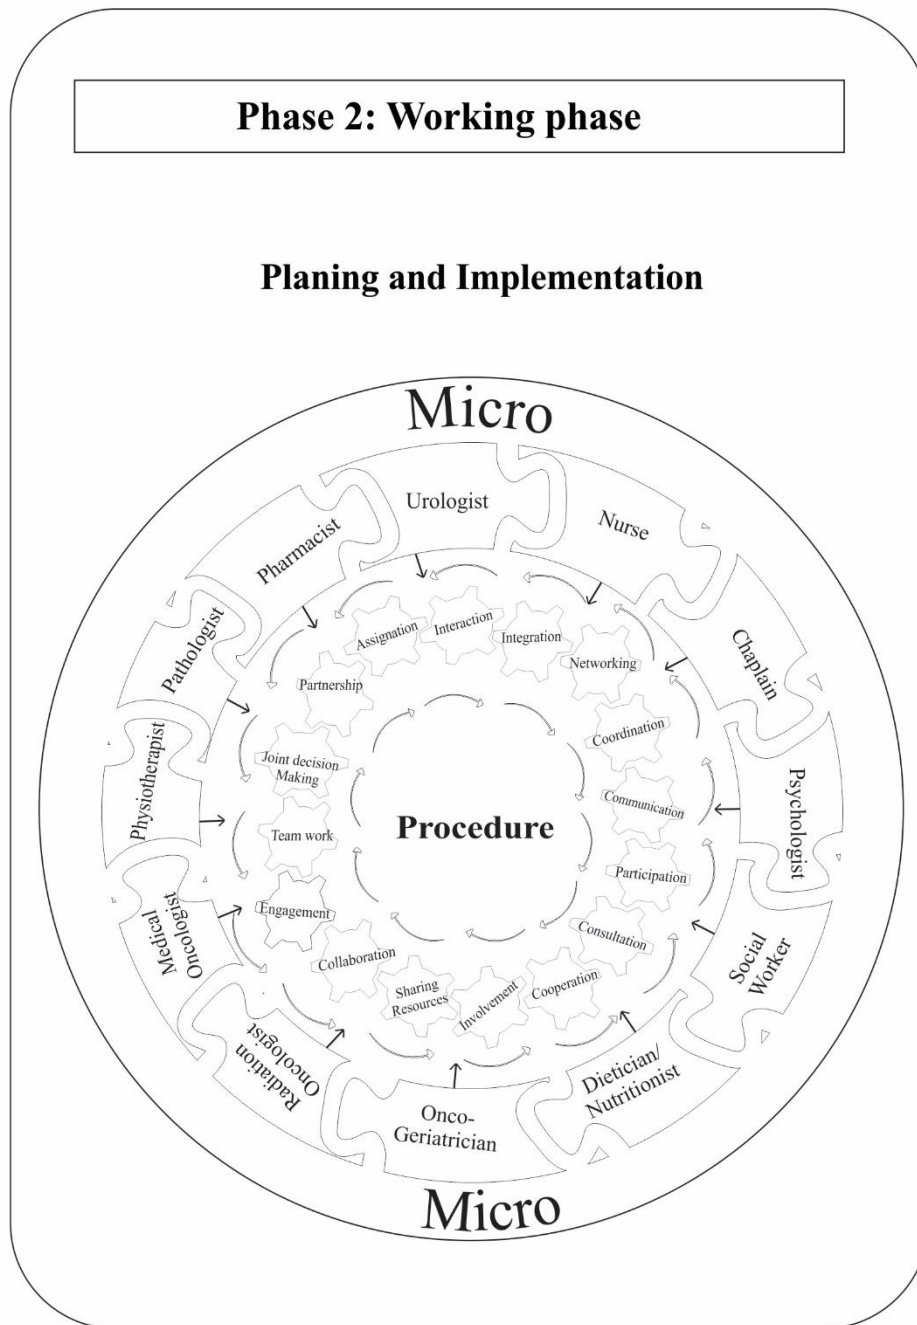 Phase 2: Working phase
Planing and Implementation
Micro
Urologist
Nurse
Chaplain
Psychologist
Social
Worker
Dietician/
Nutritionist
Onco-
Geriatrician
Radiation
Oncologist
Medical
Oncologist
Physiotherapist
Pathologist
Pharmacist
Interaction
Integration
Networking
Coordination
Communication
Participation
Consultation
Cooperation
Involvement
Sharing
Resources
Collaboration
Engagement
Team work
Joint decision
Making
Partnership
Assignation
Procedure
Micro